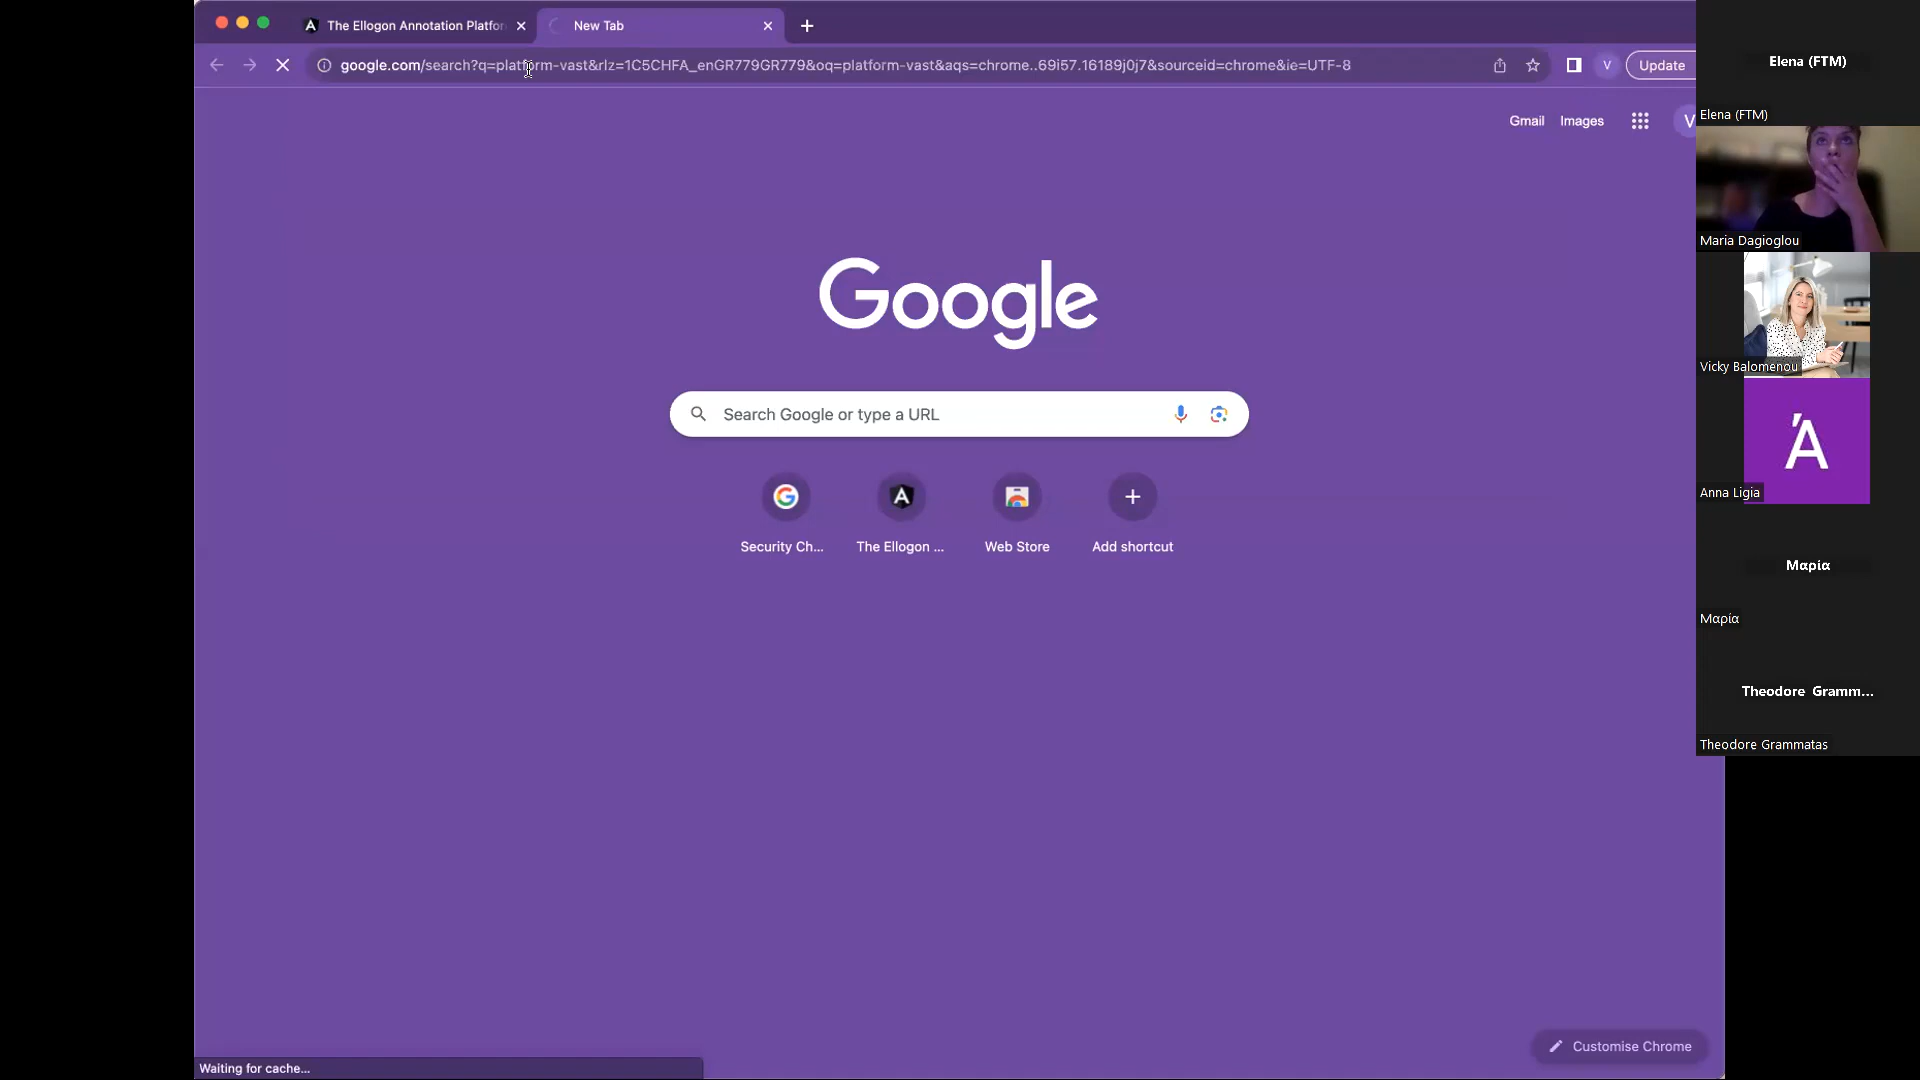 The Ellogon Annotation Platfor
New Tab
google.com/search?q=platform-vast&rlz=1C5CHFA_enGR779GR779&oq=platform-vast&aqs=chrome..69i57.16189j0j7&sourceid=chrome&ie=UTF-8
V
Update
Gmail
Images
V
Google
Search Google or type a URL
Security Ch...
The Ellogon ...
Web Store
Add shortcut
Customise Chrome
Waiting for cache...
Elena (FTM)
Elena (FTM)
Maria Dagioglou
Vicky Balomenou
Ά
Anna Ligia
Μαρία
Μαρία
Theodore Gramm...
Theodore Grammatas